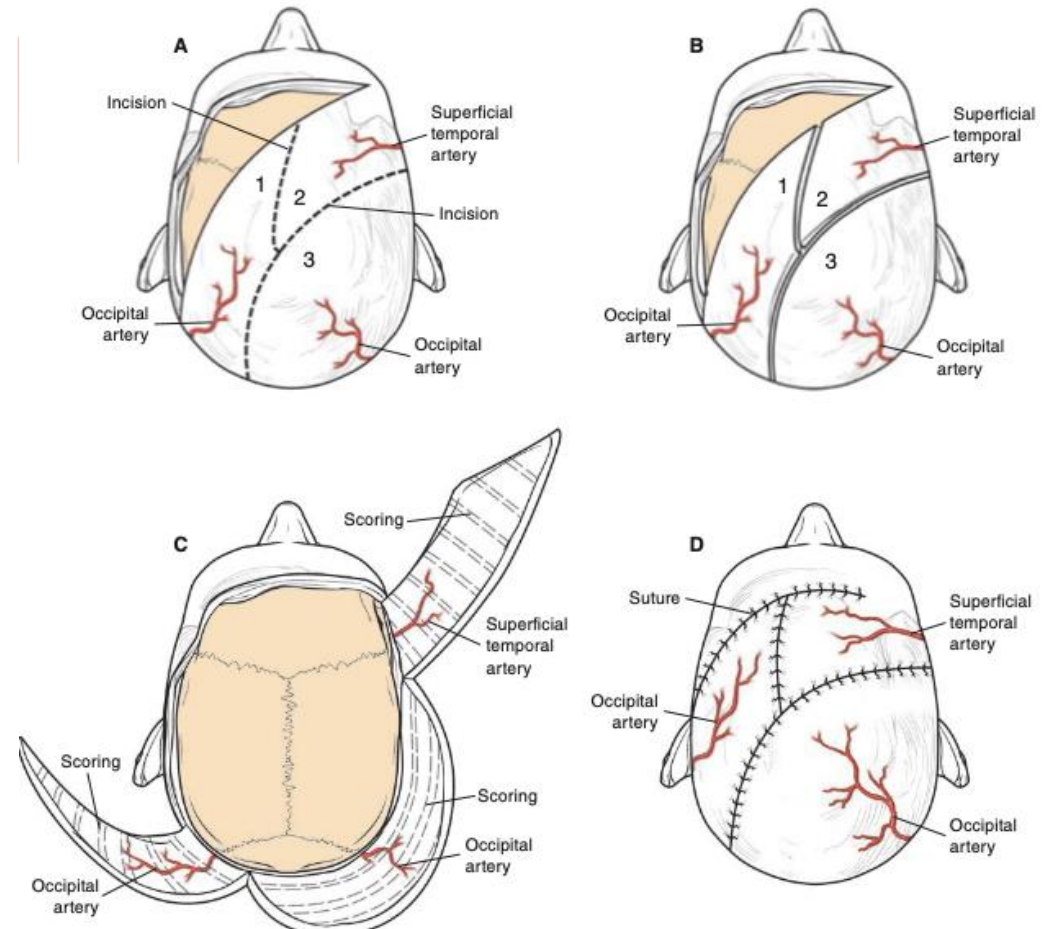 A
Incision
Superficial
temporal
artery
1
2
Incision
3
Occipital
artery
Occipital
artery
B
Superficial
temporal
artery
1
2
3
Occipital
artery
Occipital
artery
C
Scoring
Superficial
temporal
artery
Scoring
Scoring
Occipital
artery
Occipital
artery
D
Suture
Superficial
temporal
artery
Occipital
artery
Occipital
artery